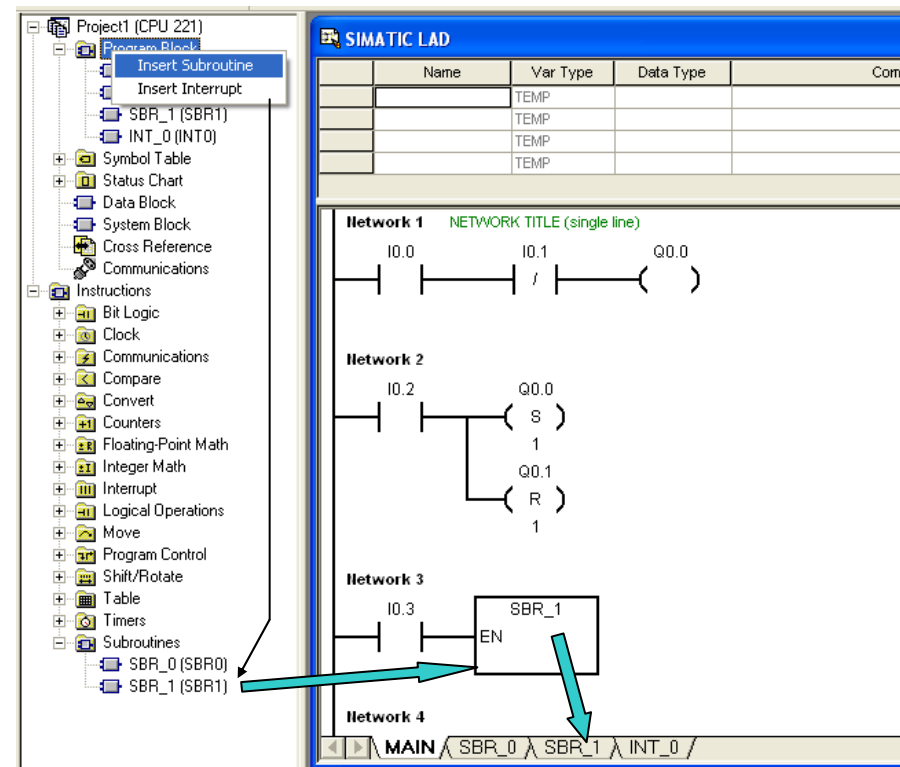 Project1 (CPU 221)
Program Block
Insert Subroutine
Insert Interrupt
SBR_1 (SBR1)
INT_0 (INT0)
Symbol Table
Status Chart
Data Block
System Block
Cross Reference
Communications
Instructions
Bit Logic
Clock
Communications
Compare
Convert
Counters
Floating-Point Math
Integer Math
Interrupt
Logical Operations
Move
Program Control
Shift/Rotate
Table
Timers
Subroutines
SBR_0 (SBR0)
SBR_1 (SBR1)
SIMATIC LAD
Name Var Type Data Type Com
TEMP
TEMP
TEMP
TEMP
Network 1 NETWORK TITLE (single line)
I0.0 I0.1 Q0.0
/
Network 2
I0.2 Q0.0
S
1
Q0.1
R
1
Network 3
I0.3 SBR_1
EN
Network 4
MAIN SBR_0 SBR_1 INT_0